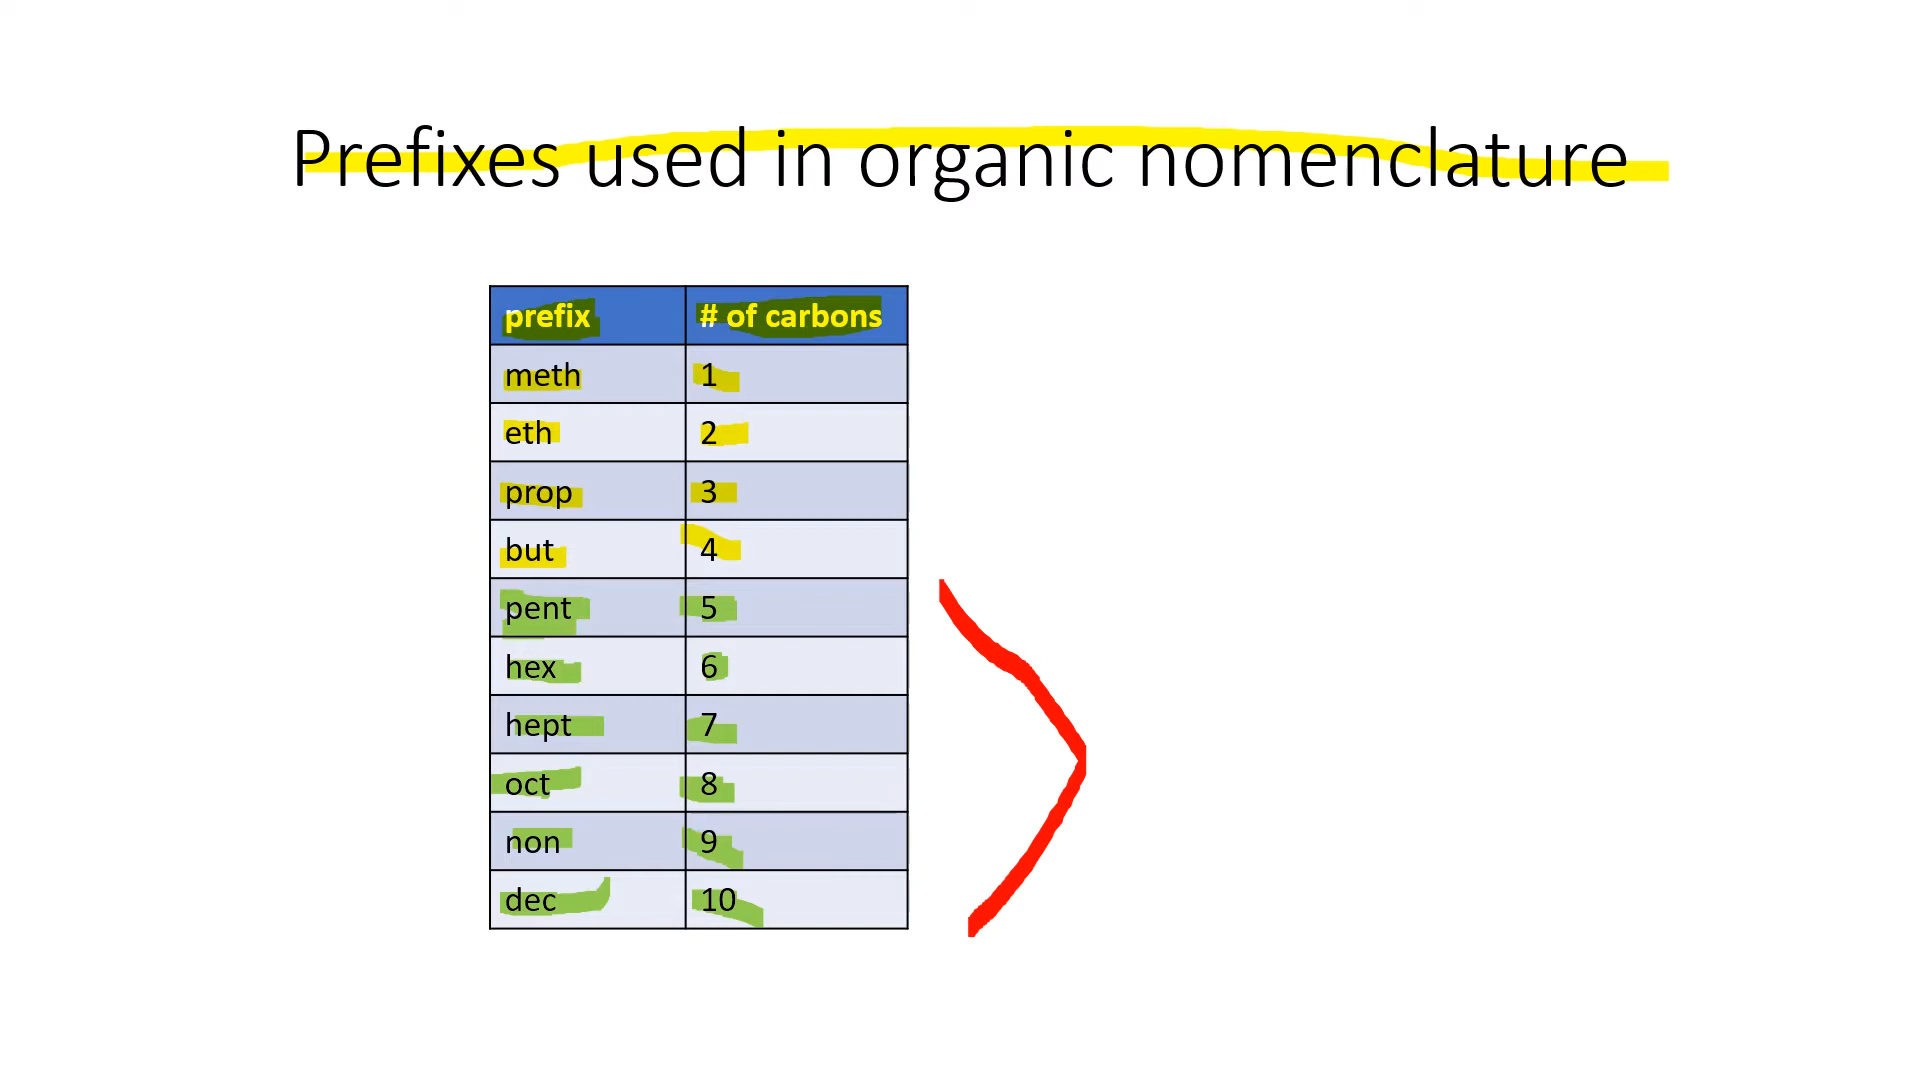 Prefixes used in organic nomenclature
prefix # of carbons
meth 1
eth 2
prop 3
but 4
pent 5
hex 6
hept 7
oct 8
non 9
dec 10